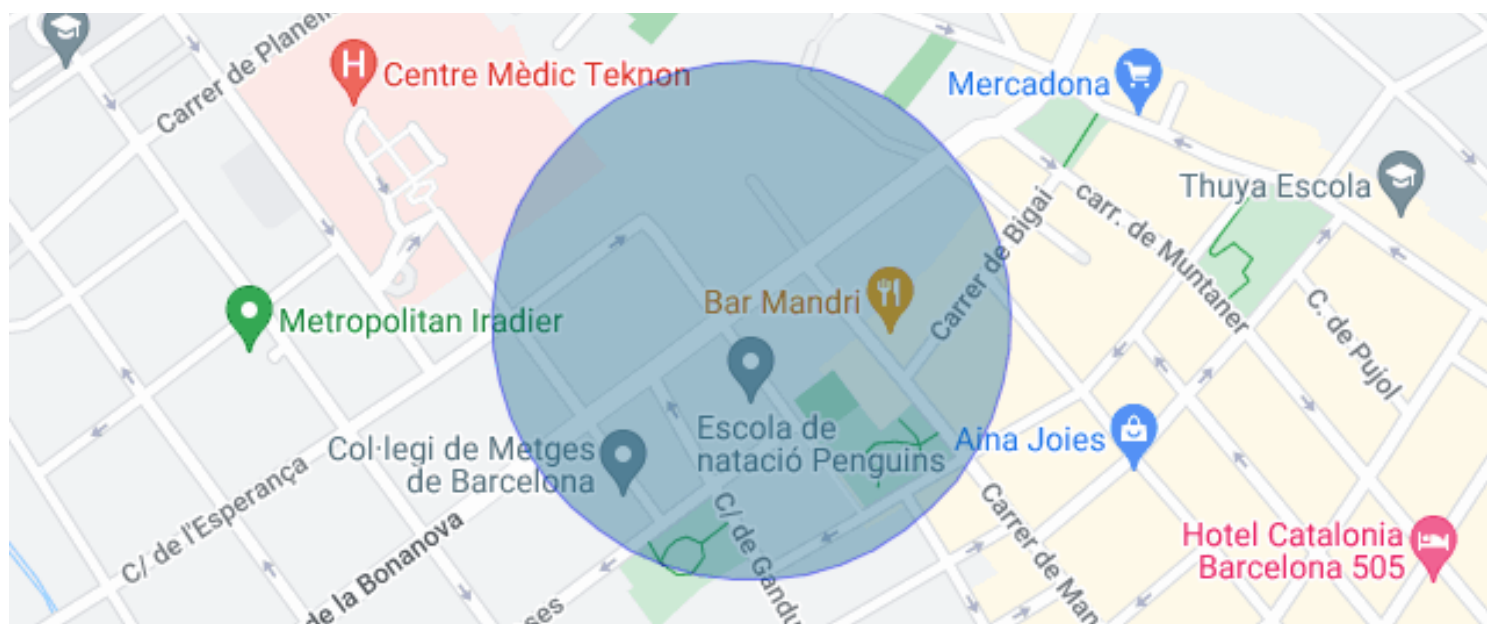 Carrer de Planell
H
Centre Mèdic Teknon
Mercadona
Thuya Escola
carr. de Muntaner
Carrer de Bigai
Bar Mandri
Metropolitan Iradier
C. de Pujol
Escola de
natació Penguins
Aina Joies
Col·legi de Metges
de Barcelona
C/ de l'Esperança
de la Bonanova
C/ de Gandu
Carrer de Man
Hotel Catalonia
Barcelona 505
ses